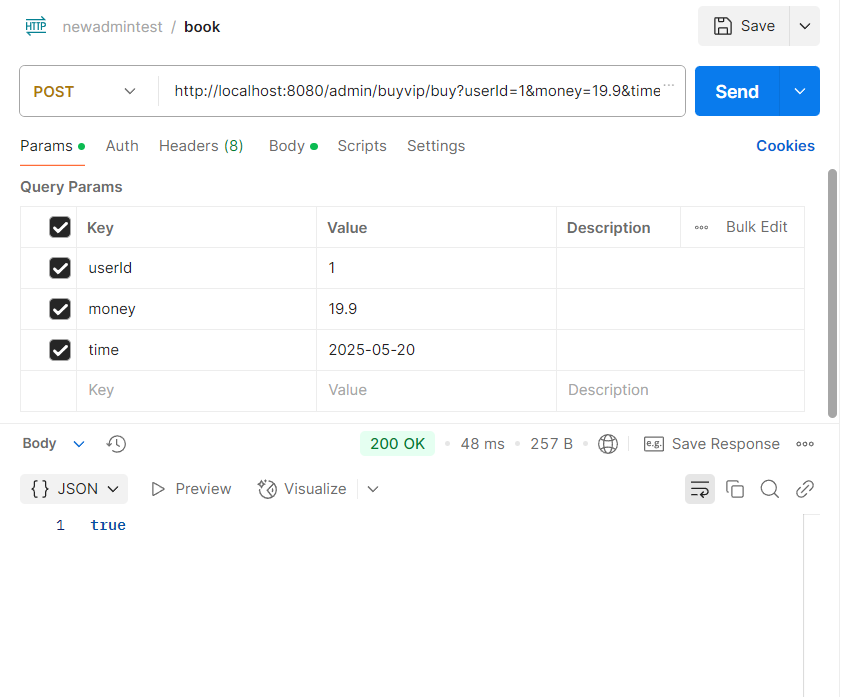 HTTP newadmintest / book
Save
POST http://localhost:8080/admin/buyvip/buy?userId=1&money=19.9&time ...
Send
Params Auth Headers (8) Body Scripts Settings Cookies
Query Params
Key Value Description Bulk Edit
userId 1
money 19.9
time 2025-05-20
Key Value Description
Body 200 OK 48 ms 257 B e.g. Save Response
{} JSON Preview Visualize
1 true